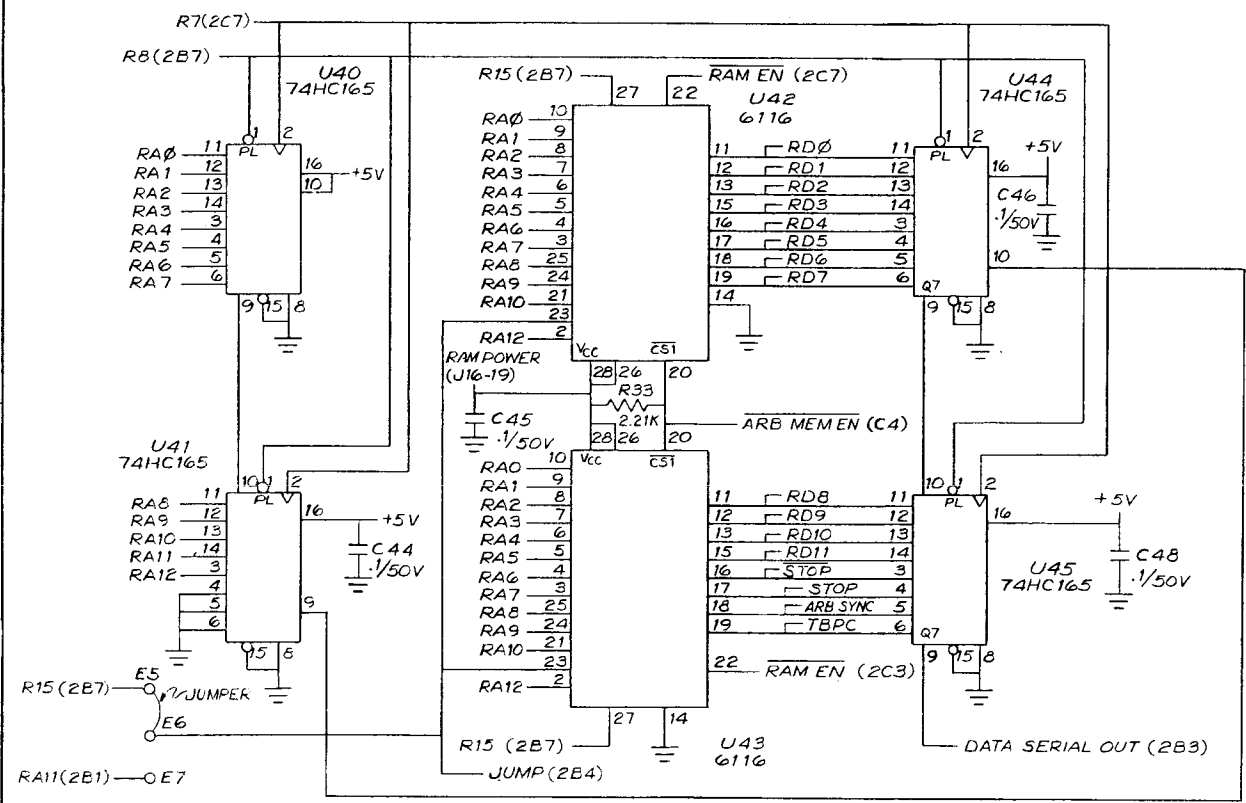 R7(2C7)
R8(2B7)
U40
74HC165
1 2
PL
RAØ 11
RA1 12
RA2 13
RA3 14
RA4 3
RA5 4
RA6 5
RA7 6
16
10
+5V
9 15 8
R15(2B7)
27
RAM EN (2C7)
22
U42
6116
RAØ 10
RA1 9
RA2 8
RA3 7
RA4 6
RA5 5
RA6 4
RA7 3
RA8 25
RA9 24
RA10 21
23
RA12 2
11 RDØ 11
12 RD1 12
13 RD2 13
15 RD3 14
16 RD4 3
17 RD5 4
18 RD6 5
19 RD7 6
14
VCC
CS1
28 26
20
U44
74HC165
1 2
PL
16
+5V
C46
.1/50V
10
Q7
9 15 8
RAM POWER
(J16-19)
C45
.1/50V
R33
2.21K
ARB MEM EN (C4)
28 26
20
VCC
CS1
U41
74HC165
10 1 2
PL
RA8 11
RA9 12
RA10 13
RA11 14
RA12 3
4
5
6
16
+5V
C44
.1/50V
9
15 8
RA0 10
RA1 9
RA2 8
RA3 7
RA4 6
RA5 5
RA6 4
RA7 3
RA8 25
RA9 24
RA10 21
23
RA12 2
11 RD8 11
12 RD9 12
13 RD10 13
15 RD11 14
16 STOP 3
17 STOP 4
18 ARB SYNC 5
19 TBPC 6
22 RAM EN (2C3)
27
14
U43
6116
10 1 2
PL
16
+5V
C48
.1/50V
U45
74HC165
Q7
9 15 8
R15(2B7)
E5
JUMPER
E6
RA11(2B1)
E7
R15 (2B7)
JUMP(2B4)
DATA SERIAL OUT (2B3)